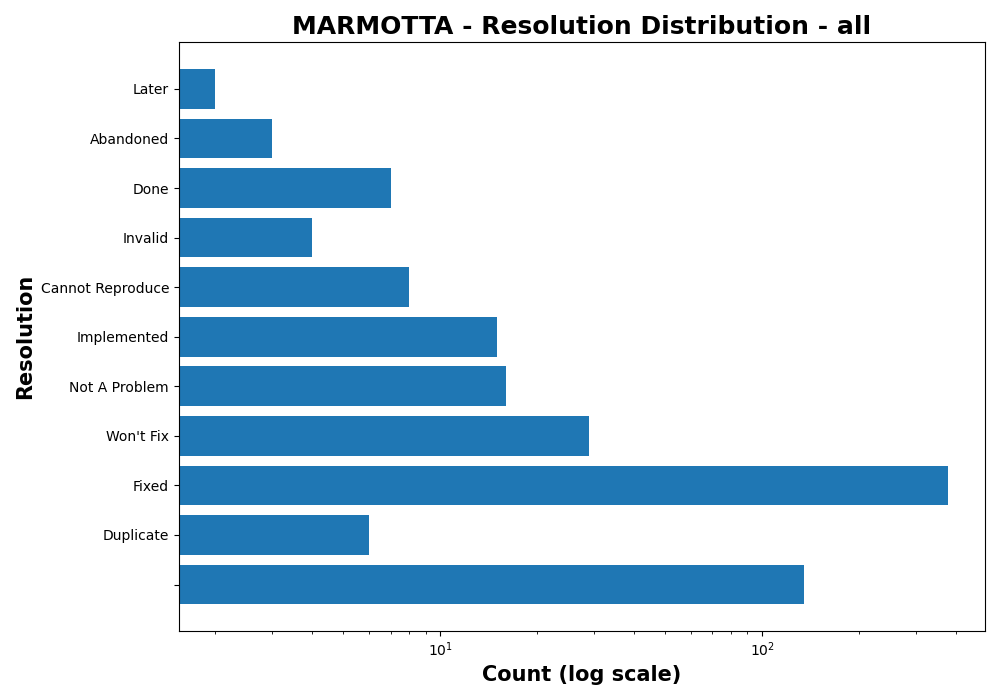 MARMOTTA - Resolution Distribution - all
Later
Abandoned
Done
Invalid
Cannot Reproduce
Implemented
Not A Problem
Won't Fix
Fixed
Duplicate
Resolution
10¹
10²
Count (log scale)